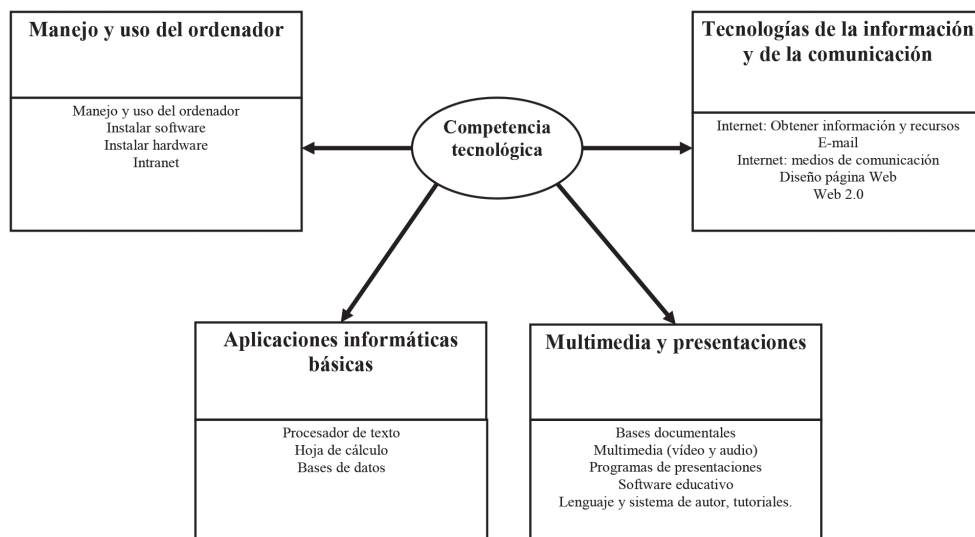 Manejo y uso del ordenador
Manejo y uso del ordenador
Instalar software
Instalar hardware
Intranet
Competencia
tecnológica
Tecnologías de la información
y de la comunicación
Internet: Obtener información y recursos
E-mail
Internet: medios de comunicación
Diseño página Web
Web 2.0
Aplicaciones informáticas
básicas
Procesador de texto
Hoja de cálculo
Bases de datos
Multimedia y presentaciones
Bases documentales
Multimedia (vídeo y audio)
Programas de presentaciones
Software educativo
Lenguaje y sistema de autor, tutoriales.